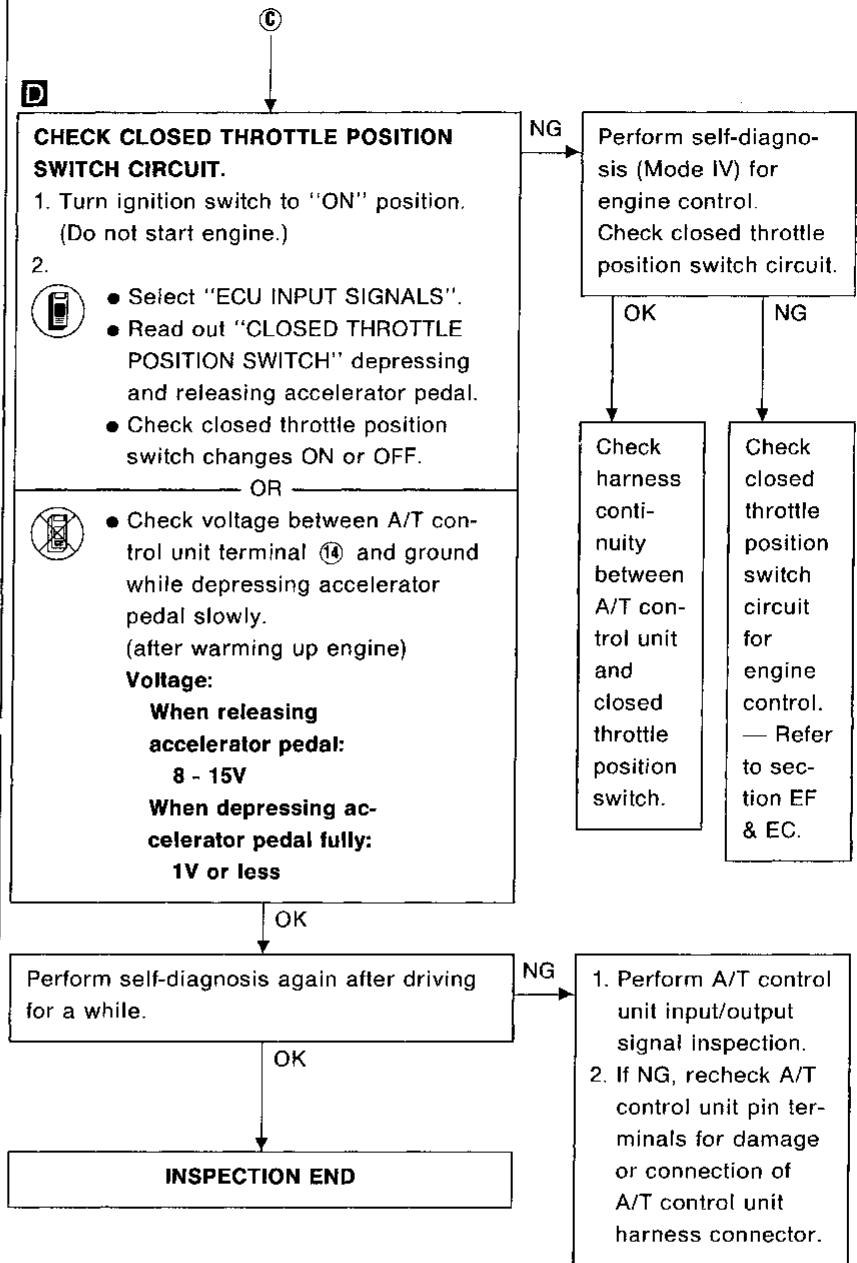 Ⓒ
D
CHECK CLOSED THROTTLE POSITION
SWITCH CIRCUIT.
1. Turn ignition switch to "ON" position.
(Do not start engine.)
2.
● Select "ECU INPUT SIGNALS".
● Read out "CLOSED THROTTLE
POSITION SWITCH" depressing
and releasing accelerator pedal.
● Check closed throttle position
switch changes ON or OFF.
OR
● Check voltage between A/T con-
trol unit terminal ⑭ and ground
while depressing accelerator
pedal slowly.
(after warming up engine)
Voltage:
When releasing
accelerator pedal:
8 - 15V
When depressing ac-
celerator pedal fully:
1V or less
NG
Perform self-diagno-
sis (Mode IV) for
engine control.
Check closed throttle
position switch circuit.
OK
NG
Check
harness
conti-
nuity
between
A/T con-
trol unit
and
closed
throttle
position
switch.
Check
closed
throttle
position
switch
circuit
for
engine
control.
— Refer
to sec-
tion EF
& EC.
OK
Perform self-diagnosis again after driving
for a while.
NG
1. Perform A/T control
unit input/output
signal inspection.
2. If NG, recheck A/T
control unit pin ter-
minals for damage
or connection of
A/T control unit
harness connector.
OK
INSPECTION END